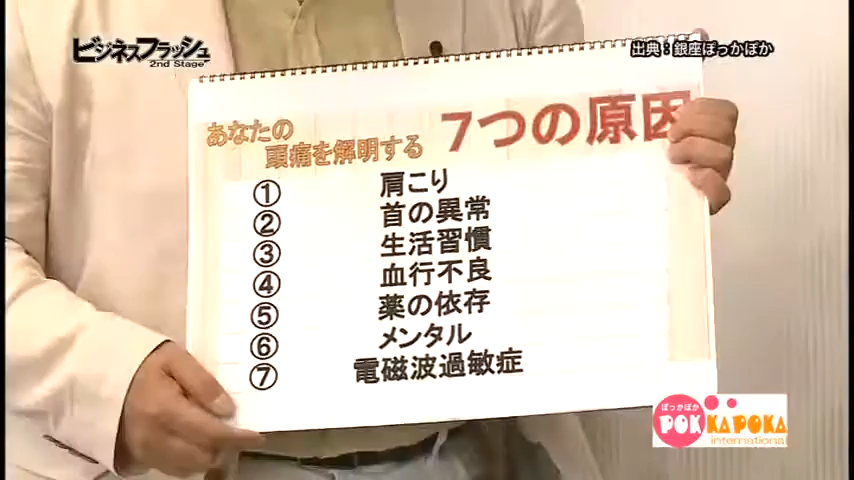 ビジネスフラッシュ
2nd Stage
出典：銀座ぽっかぽか
あなたの
頭痛を解明する
7つの原因
① 肩こり
② 首の異常
③ 生活習慣
④ 血行不良
⑤ 薬の依存
⑥ メンタル
⑦ 電磁波過敏症
ぽっかぽか
POKKAPOKA
international